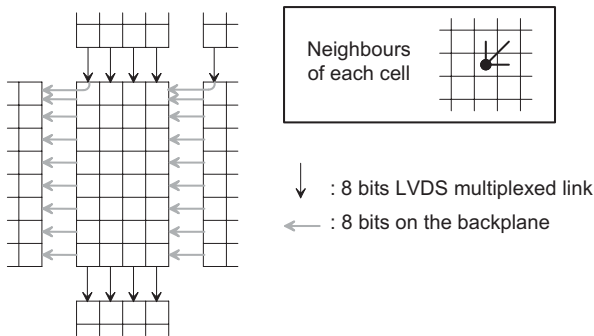 Neighbours
of each cell
: 8 bits LVDS multiplexed link
: 8 bits on the backplane